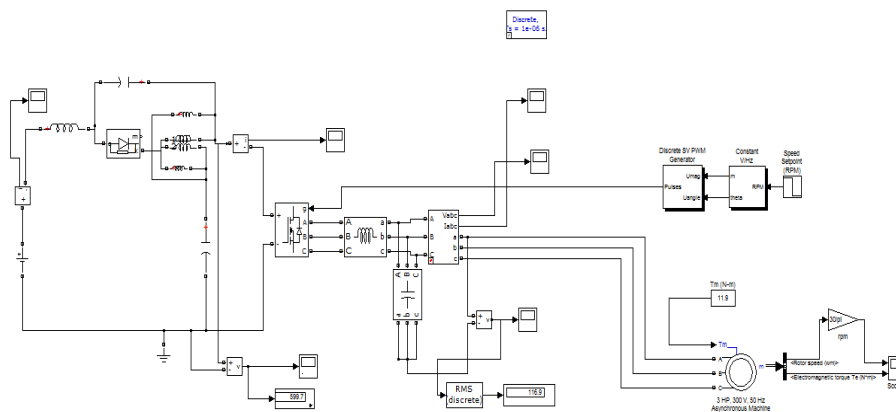 Discrete,
s = 1e-06 s.
m
k
+
i
-
+
-
g
+
-
A
B
C
A
B
C
a
b
c
A
B
C
Vabc
Iabc
a
b
c
Discrete SV PWM
Generator
Pulses
Umag
Uangle
Constant
V/Hz
m
theta
RPM
Speed
Setpoint
(RPM)
A B C
a b c
+
-
v
RMS
discrete)
116.9
+
-
v
599.7
Tm (N-m)
11.9
Tm
A
B
C
m
3 HP, 300 V, 50 Hz
Asynchronous Machine
30/pi
rpm
<Rotor speed (wm)>
<Electromagnetic torque Te (N*m)>
Sco